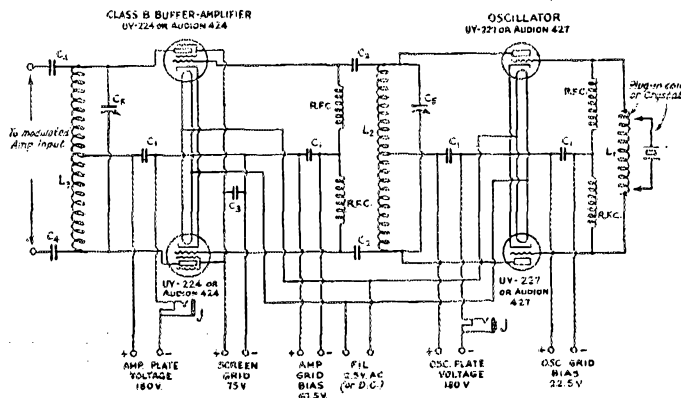 CLASS B BUFFER-AMPLIFIER
UY-224 OR AUDION 424
OSCILLATOR
UY-227 OR AUDION 427
C4
C5
To modulated
Amp input.
L3
C1
C4
C3
C1
C2
R.F.C.
R.F.C.
C2
L2
C5
C1
C1
R.F.C.
R.F.C.
L1
Plug-in coil
or Crystal
UY-224 OR
AUDION
424
UY-227
OR AUDION
427
J
J
+ - + - + - + - + -
AMP. PLATE
VOLTAGE
180 V.
SCREEN
GRID
75 V
AMP
GRID
BIAS
67.5 V
FIL
2.5 V. AC
(or D.C.)
OSC. PLATE
VOLTAGE
180 V
OSC GRID
BIAS
22.5 V